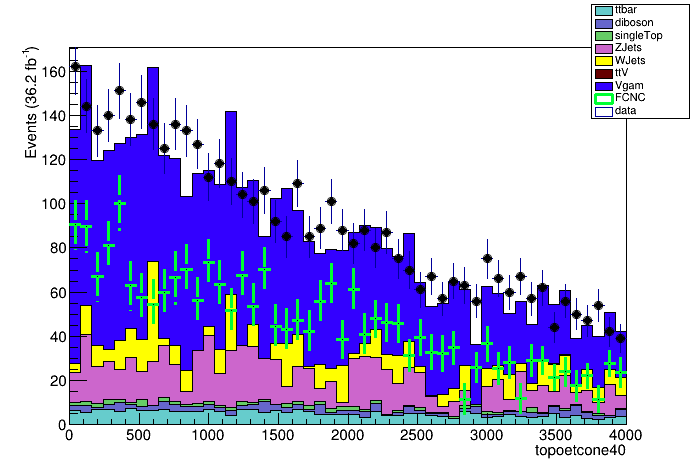 ttbar
diboson
singleTop
ZJets
WJets
ttV
Vgam
FCNC
data
Events (36.2 fb⁻¹)
160
140
120
100
80
60
40
20
0
0 500 1000 1500 2000 2500 3000 3500 4000
topoetcone40